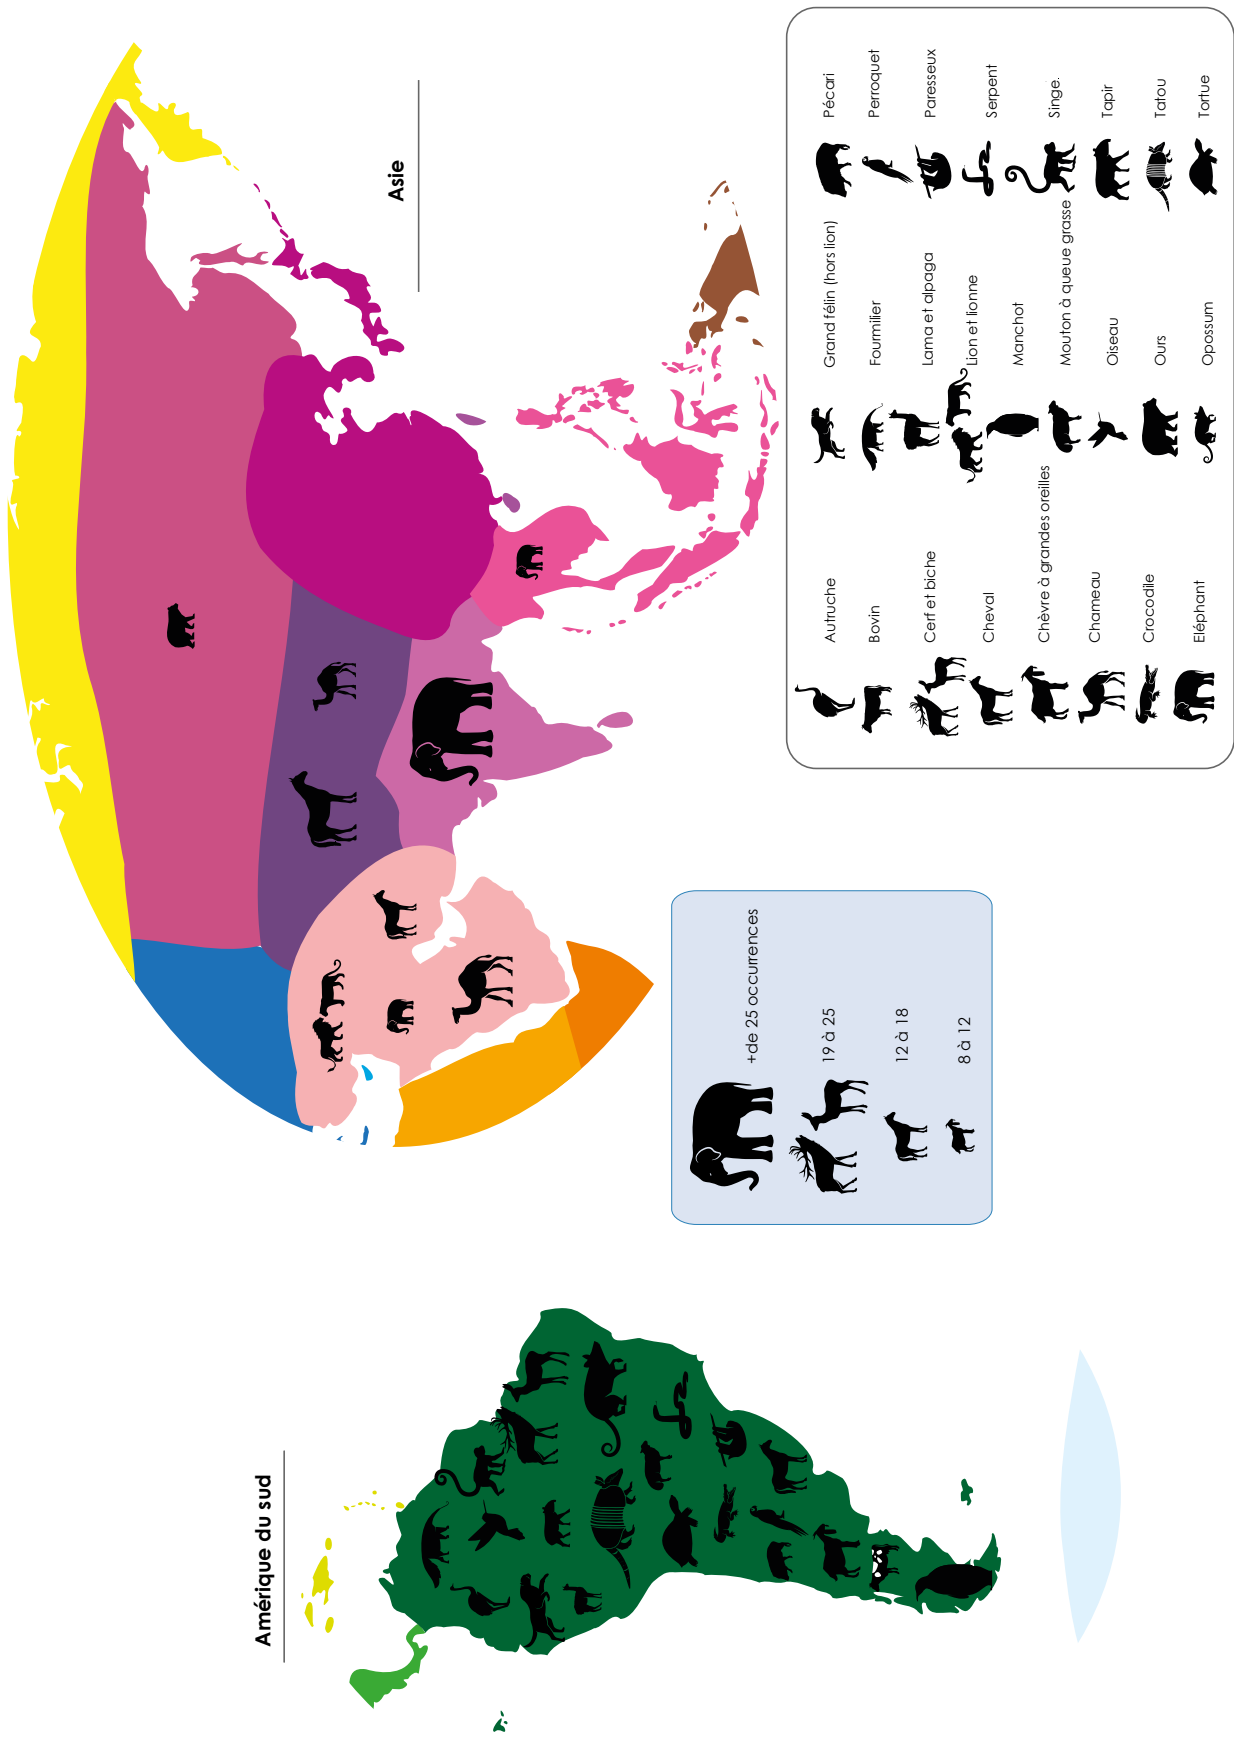 Amérique du sud
Asie
+de 25 occurrences
19 à 25
12 à 18
8 à 12
Autruche
Bovin
Cerf et biche
Cheval
Chèvre à grandes oreilles
Chameau
Crocodile
Eléphant
Grand félin (hors lion)
Fourmilier
Lama et alpaga
Lion et lionne
Manchot
Mouton à queue grasse
Oiseau
Ours
Opossum
Pécari
Perroquet
Paresseux
Serpent
Singe.
Tapir
Tatou
Tortue